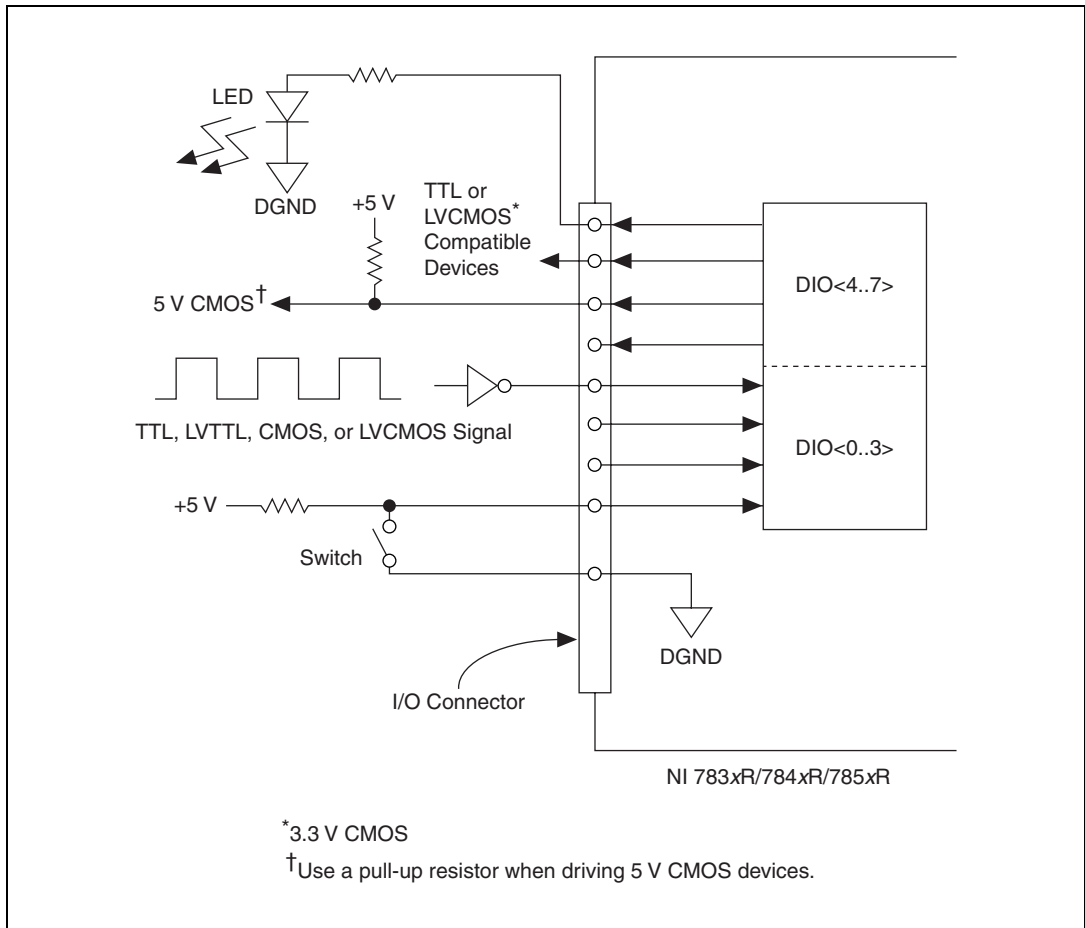 LED
DGND
+5 V
TTL or
LVCMOS*
Compatible
Devices
5 V CMOS†
DIO<4..7>
TTL, LVTTL, CMOS, or LVCMOS Signal
DIO<0..3>
+5 V
Switch
DGND
I/O Connector
NI 783xR/784xR/785xR
*3.3 V CMOS
†Use a pull-up resistor when driving 5 V CMOS devices.